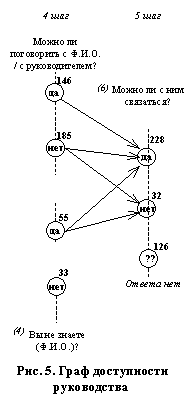 4 шаг 5 шаг
Можно ли
поговорить с Ф.И.О.
/ с руководителем?
146
(6) Можно ли с ним
связаться?
да
185
нет
228
да
32
нет
55
да
126
??
33
нет
Ответа нет
(4) Вы не знаете
(Ф.И.О.)?
Рис. 5. Граф доступности
руководства